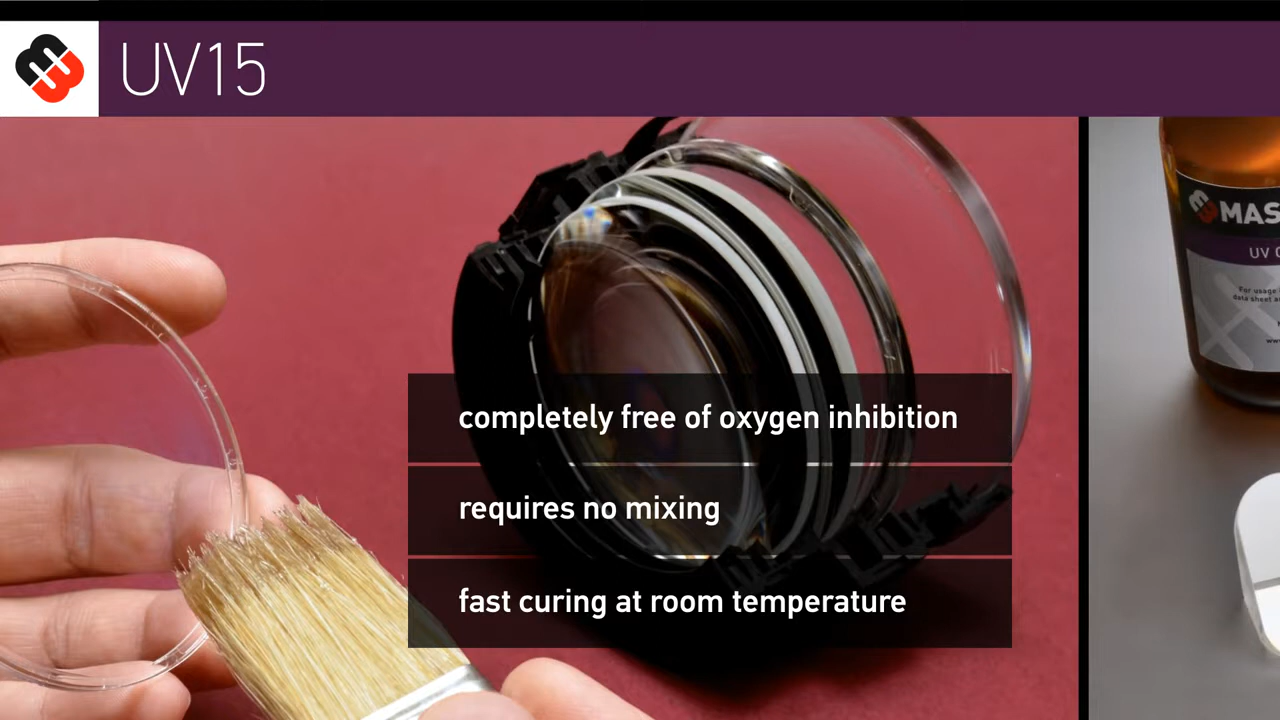 UV15
completely free of oxygen inhibition
requires no mixing
fast curing at room temperature
MAS
UV
For usage
data sheet